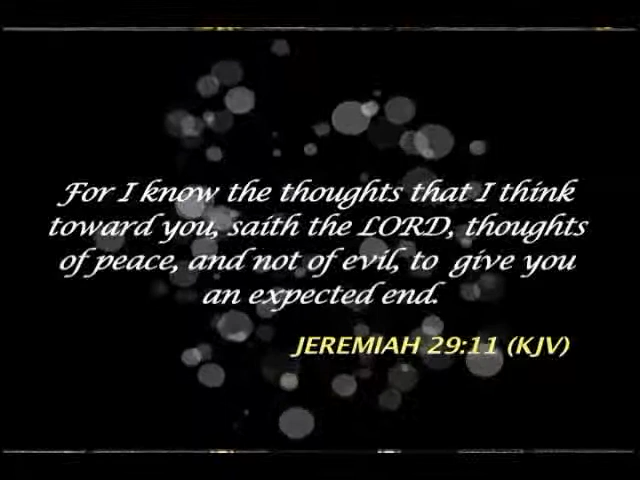 For I know the thoughts that I think
toward you, saith the LORD, thoughts
of peace, and not of evil, to give you
an expected end.
JEREMIAH 29:11 (KJV)